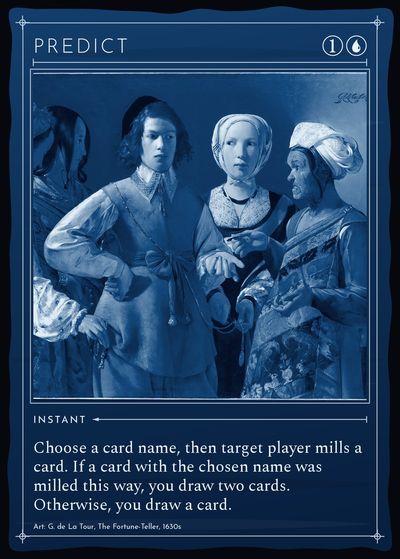 PREDICT 1
INSTANT
Choose a card name, then target player mills a
card. If a card with the chosen name was
milled this way, you draw two cards.
Otherwise, you draw a card.
Art: G. de La Tour, The Fortune-Teller, 1630s